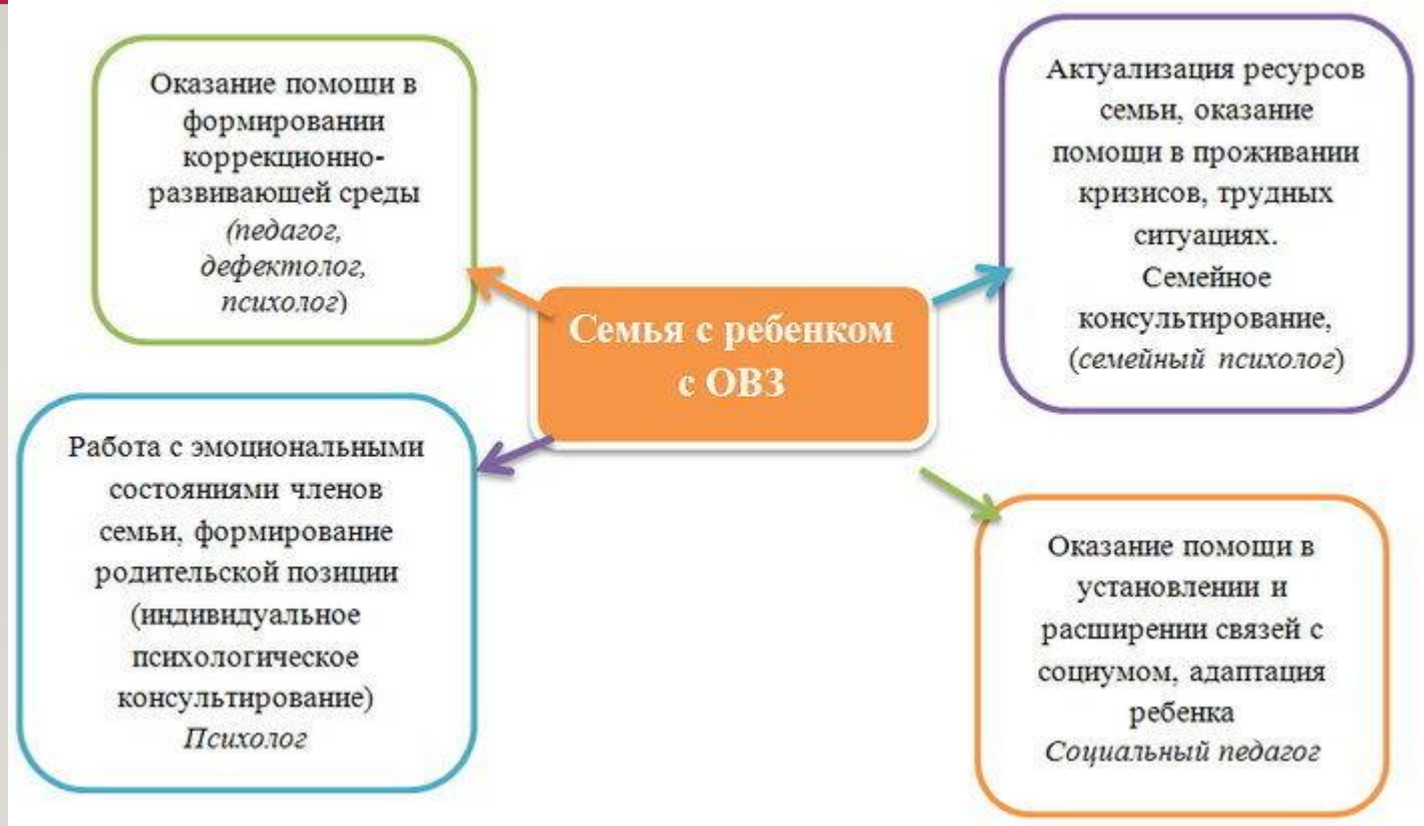 Оказание помощи в
формировании
коррекционно-
развивающей среды
(педагог,
дефектолог,
психолог)
Актуализация ресурсов
семьи, оказание
помощи в проживании
кризисов, трудных
ситуациях.
Семейное
консультирование,
(семейный психолог)
Семья с ребенком
с ОВЗ
Работа с эмоциональными
состояниями членов
семьи, формирование
родительской позиции
(индивидуальное
психологическое
консультирование)
Психолог
Оказание помощи в
установлении и
расширении связей с
социумом, адаптация
ребенка
Социальный педагог